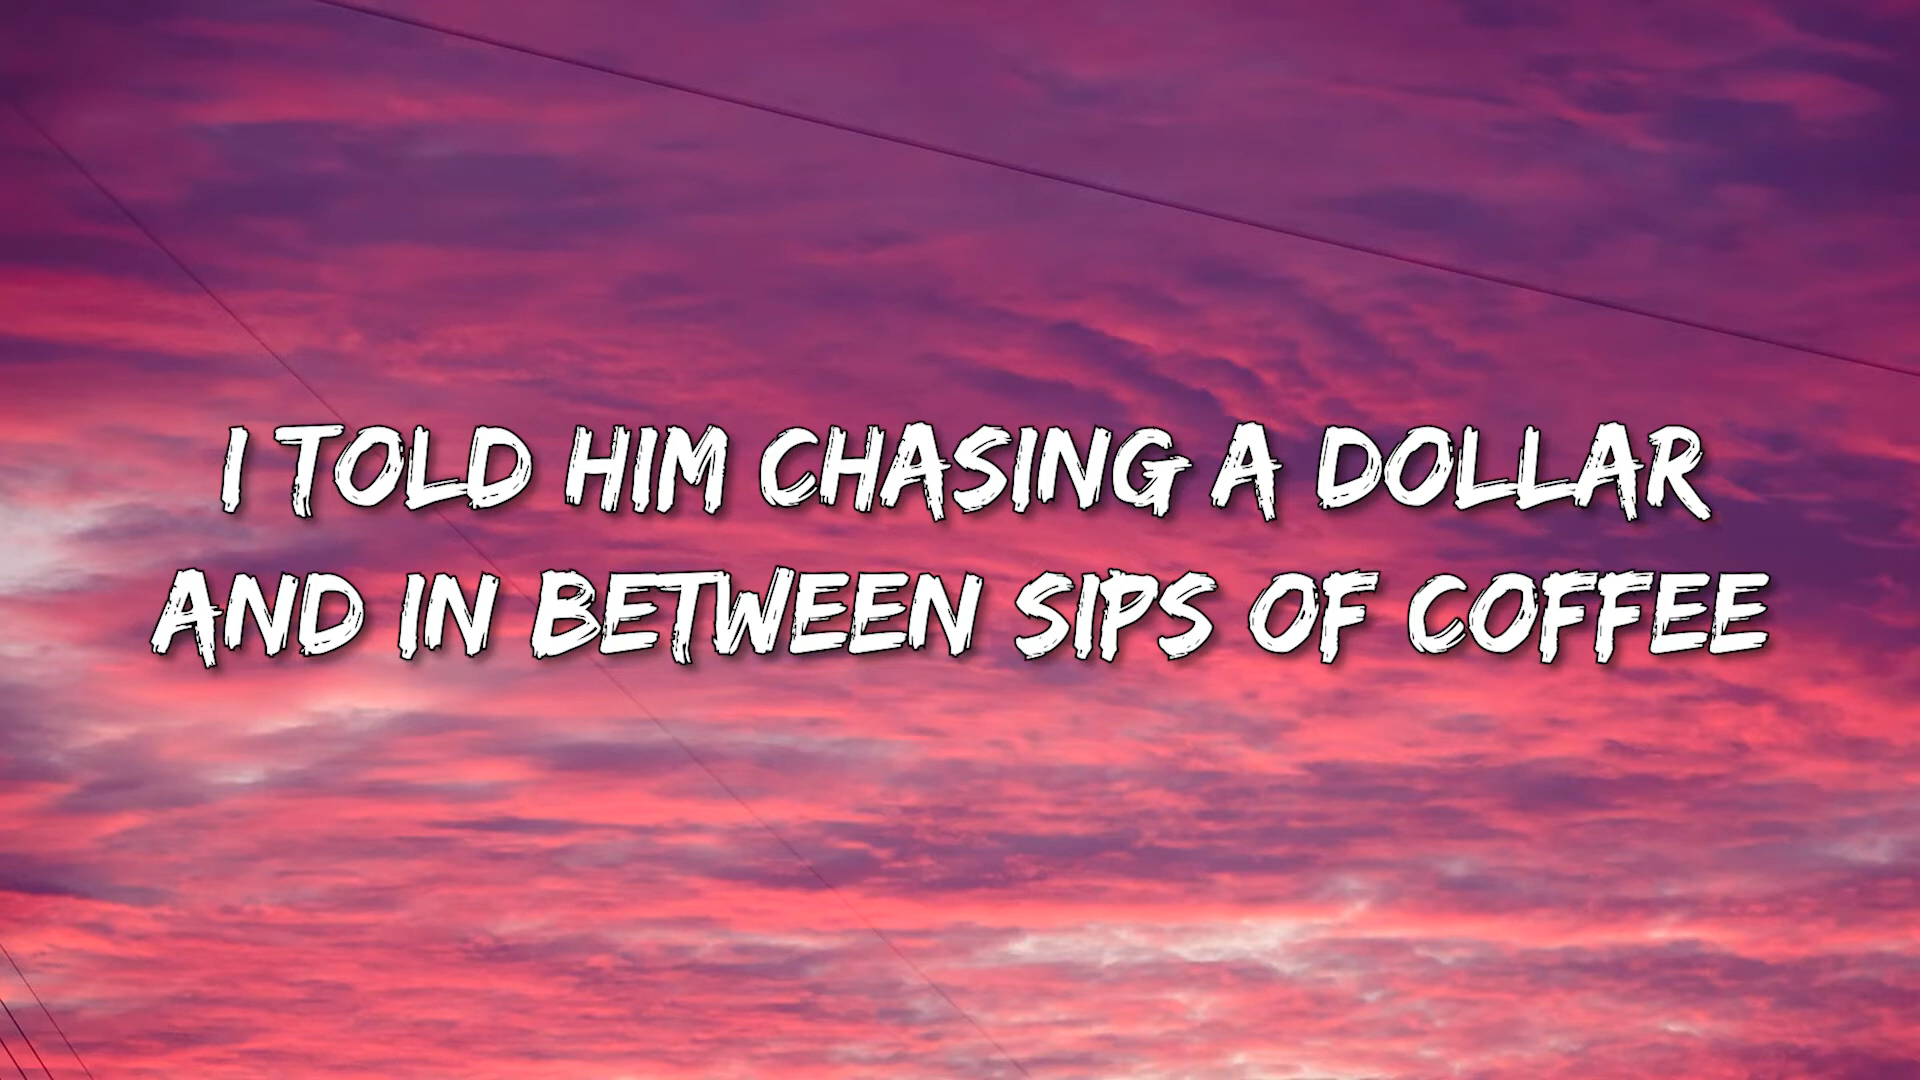 I TOLD HIM CHASING A DOLLAR
AND IN BETWEEN SIPS OF COFFEE